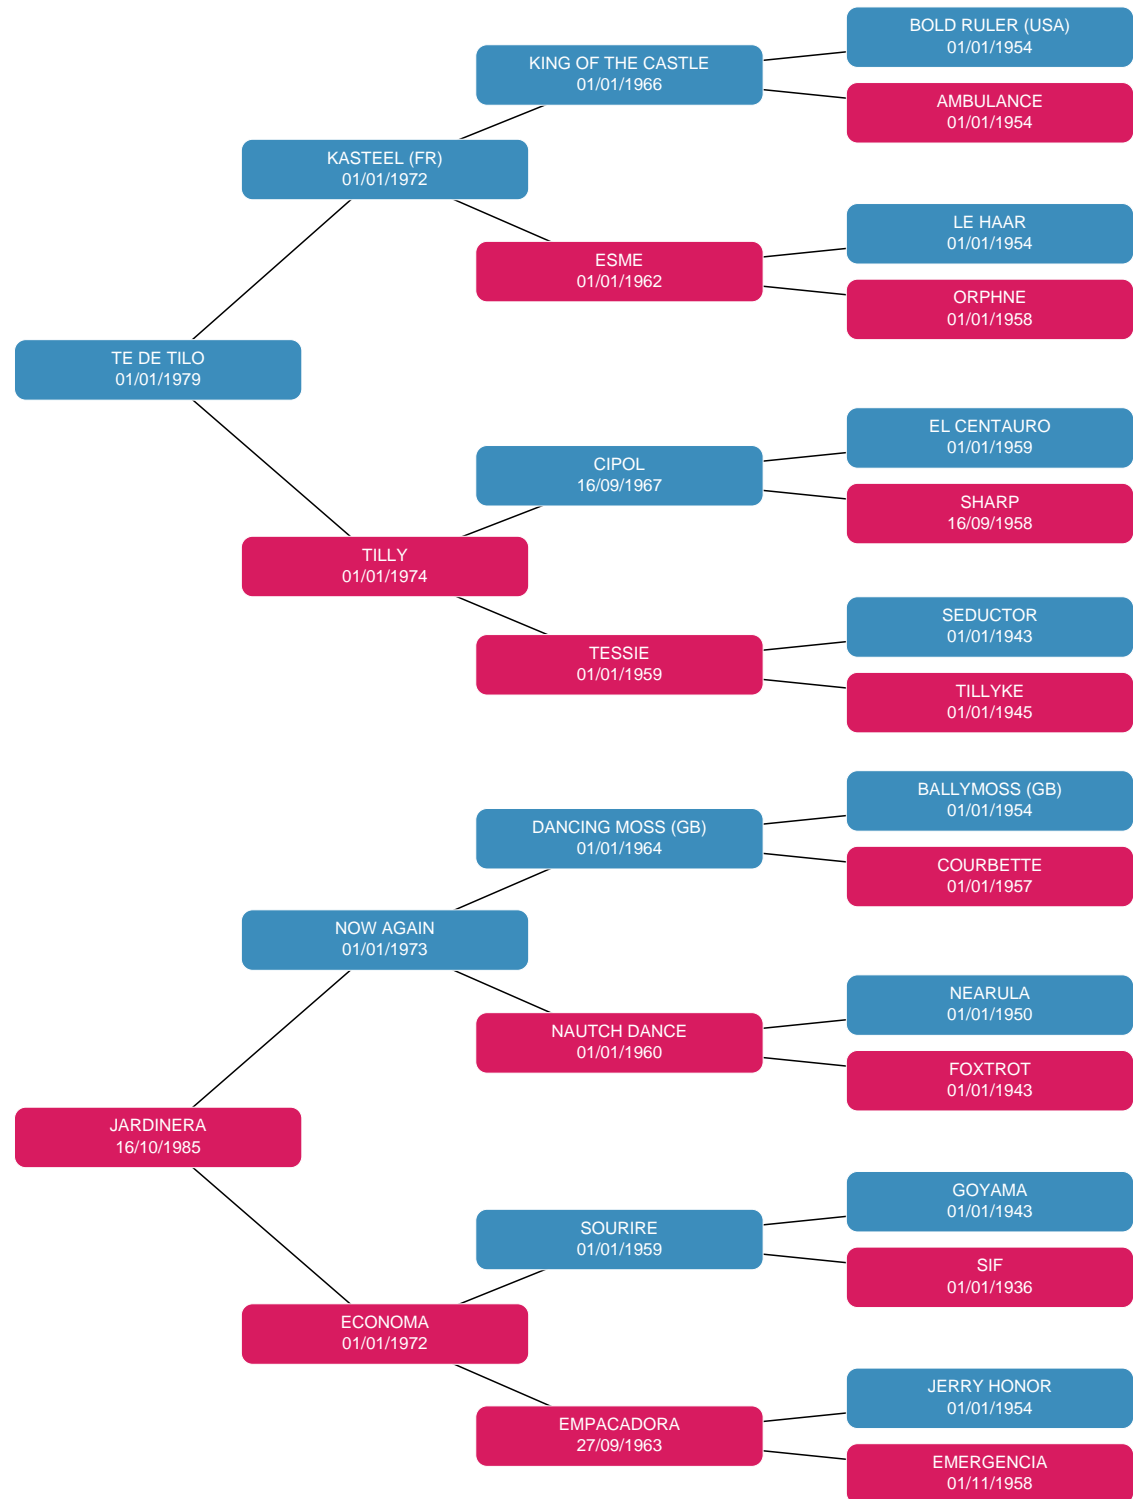 BOLD RULER (USA)
01/01/1954
KING OF THE CASTLE
01/01/1966
AMBULANCE
01/01/1954
KASTEEL (FR)
01/01/1972
LE HAAR
01/01/1954
ESME
01/01/1962
ORPHNE
01/01/1958
TE DE TILO
01/01/1979
EL CENTAURO
01/01/1959
CIPOL
16/09/1967
SHARP
16/09/1958
TILLY
01/01/1974
SEDUCTOR
01/01/1943
TESSIE
01/01/1959
TILLYKE
01/01/1945
BALLYMOSS (GB)
01/01/1954
DANCING MOSS (GB)
01/01/1964
COURBETTE
01/01/1957
NOW AGAIN
01/01/1973
NEARULA
01/01/1950
NAUTCH DANCE
01/01/1960
FOXTROT
01/01/1943
JARDINERA
16/10/1985
GOYAMA
01/01/1943
SOURIRE
01/01/1959
SIF
01/01/1936
ECONOMA
01/01/1972
JERRY HONOR
01/01/1954
EMPACADORA
27/09/1963
EMERGENCIA
01/11/1958